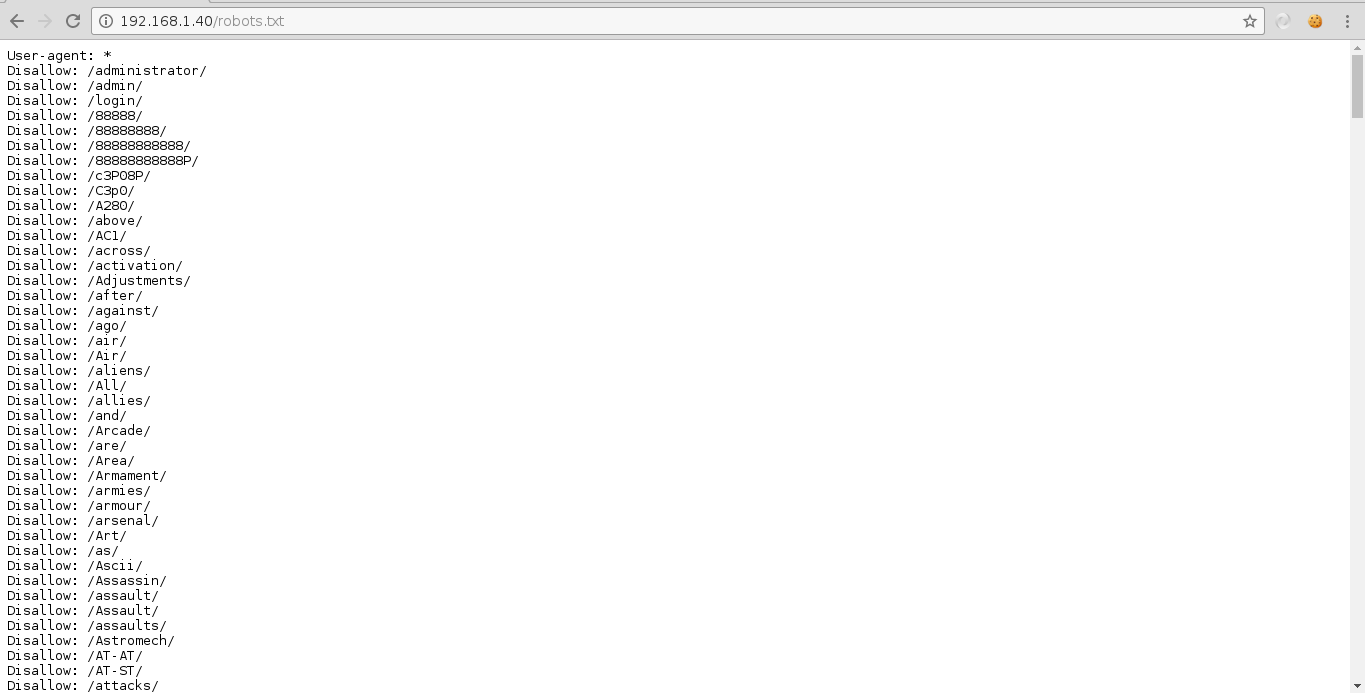 192.168.1.40/robots.txt
User-agent: *
Disallow: /administrator/
Disallow: /admin/
Disallow: /login/
Disallow: /88888/
Disallow: /88888888/
Disallow: /88888888888/
Disallow: /88888888888P/
Disallow: /c3P08P/
Disallow: /C3p0/
Disallow: /A280/
Disallow: /above/
Disallow: /AC1/
Disallow: /across/
Disallow: /activation/
Disallow: /Adjustments/
Disallow: /after/
Disallow: /against/
Disallow: /ago/
Disallow: /air/
Disallow: /Air/
Disallow: /aliens/
Disallow: /All/
Disallow: /allies/
Disallow: /and/
Disallow: /Arcade/
Disallow: /are/
Disallow: /Area/
Disallow: /Armament/
Disallow: /armies/
Disallow: /armour/
Disallow: /arsenal/
Disallow: /Art/
Disallow: /as/
Disallow: /Ascii/
Disallow: /Assassin/
Disallow: /assault/
Disallow: /Assault/
Disallow: /assaults/
Disallow: /Astromech/
Disallow: /AT-AT/
Disallow: /AT-ST/
Disallow: /attacks/